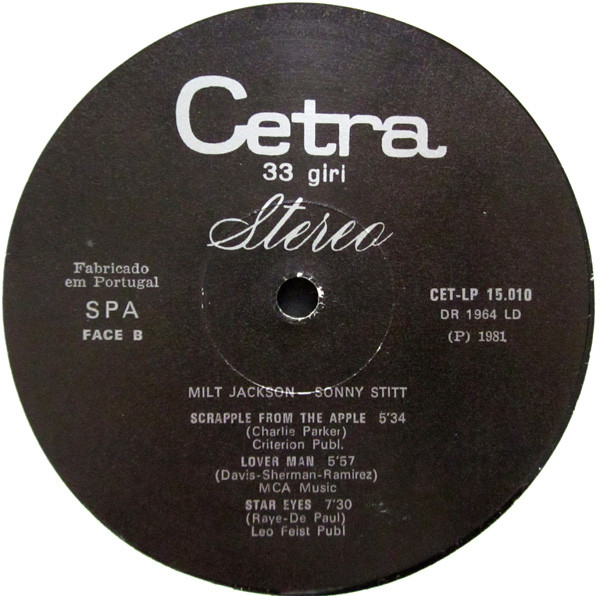 Cetra
33 giri
Stereo
Fabricado
em Portugal
SPA
FACE B
CET-LP 15.010
DR 1964 LD
(P) 1981
MILT JACKSON - SONNY STITT
SCRAPPLE FROM THE APPLE 5'34
(Charlie Parker)
Criterion Publ.
LOVER MAN 5'57
(Davis-Sherman-Ramirez)
MCA Music
STAR EYES 7'30
(Raye-De Paul)
Leo Feist Publ